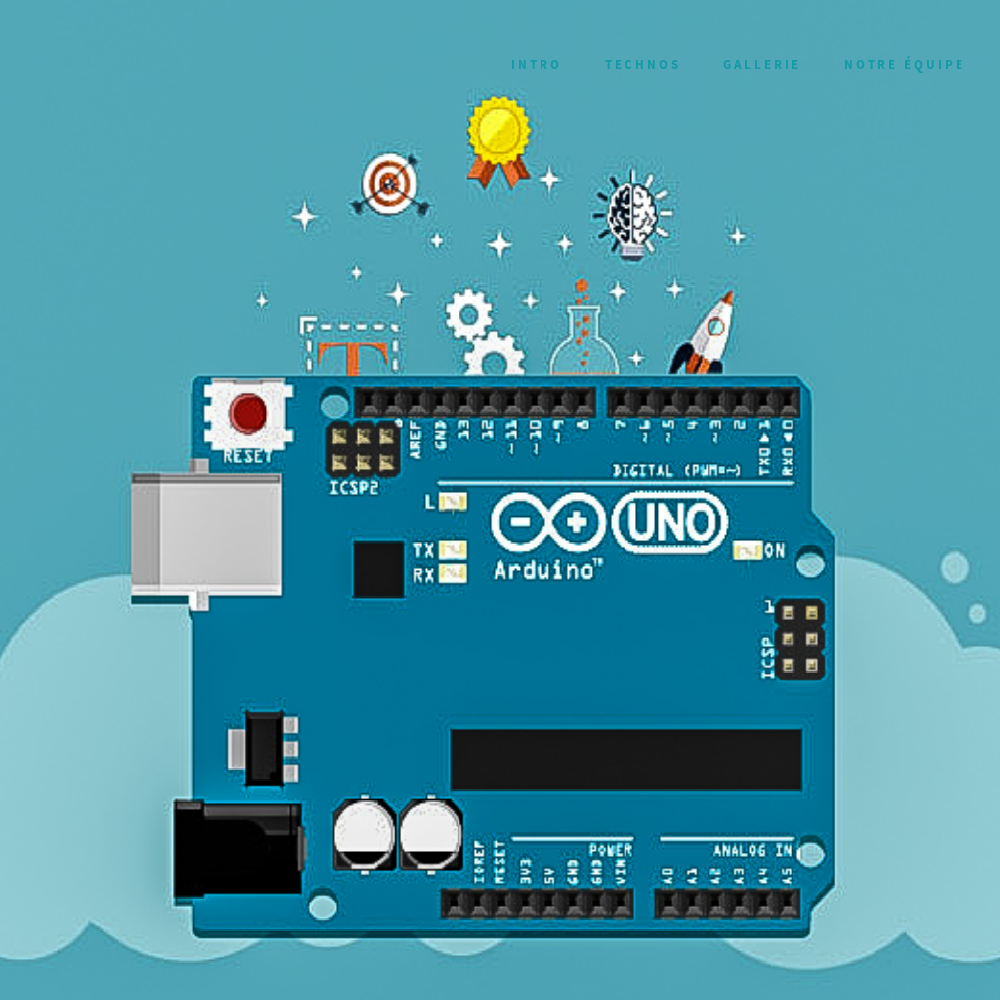 INTRO TECHNOS GALLERIE NOTRE ÉQUIPE
T
RESET
ICSP2
AREF
GND
13
12
~11
~10
~9
8
7
~6
~5
4
~3
2
TX0▶1
RX0◀0
DIGITAL (PWM=~)
L
TX
RX
UNO
Arduino™
ON
1
ICSP
POWER
ANALOG IN
IOREF
RESET
3V3
5V
GND
GND
VIN
A0
A1
A2
A3
A4
A5